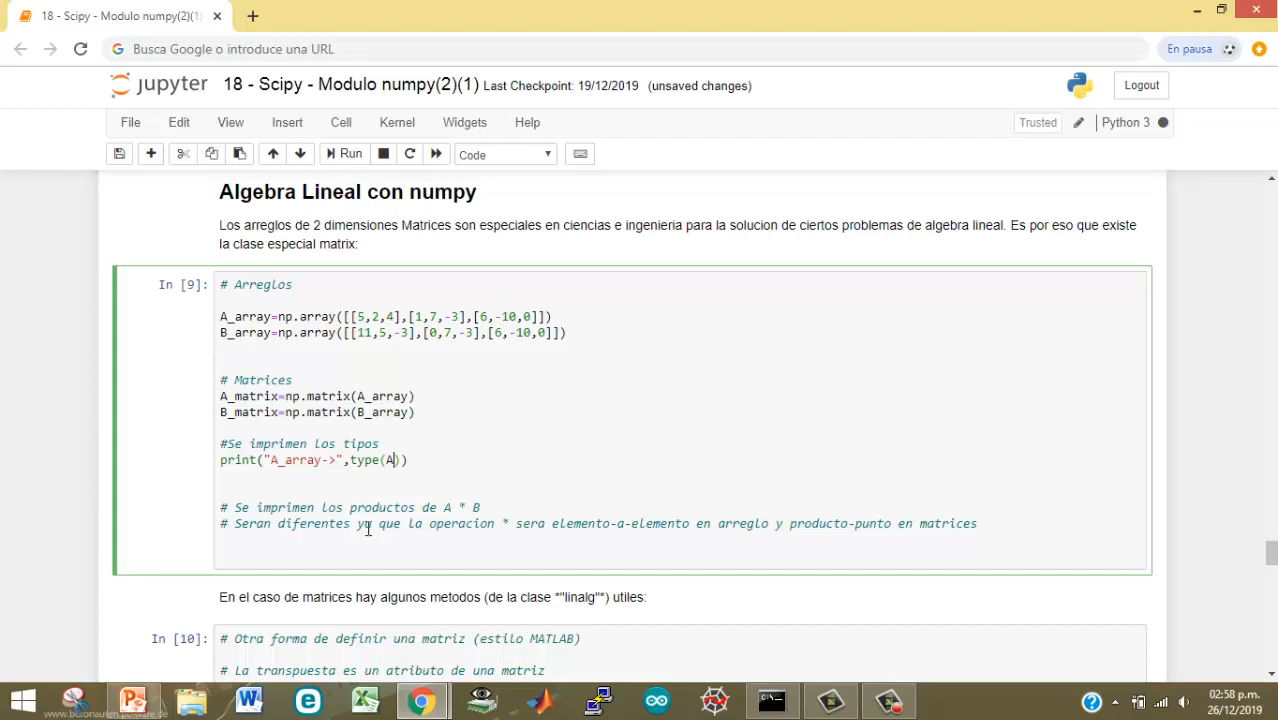 18 - Scipy - Modulo numpy(2)(1)
Busca Google o introduce una URL
En pausa
jupyter 18 - Scipy - Modulo numpy(2)(1) Last Checkpoint: 19/12/2019 (unsaved changes)
Logout
File Edit View Insert Cell Kernel Widgets Help
Trusted Python 3
Run Code
Algebra Lineal con numpy
Los arreglos de 2 dimensiones Matrices son especiales en ciencias e ingenieria para la solucion de ciertos problemas de algebra lineal. Es por eso que existe
la clase especial matrix:
In [9]: # Arreglos
A_array=np.array([[5,2,4],[1,7,-3],[6,-10,0]])
B_array=np.array([[11,5,-3],[0,7,-3],[6,-10,0]])
# Matrices
A_matrix=np.matrix(A_array)
B_matrix=np.matrix(B_array)
#Se imprimen los tipos
print("A_array->",type(A))
# Se imprimen los productos de A * B
# Seran diferentes ya que la operacion * sera elemento-a-elemento en arreglo y producto-punto en matrices
En el caso de matrices hay algunos metodos (de la clase *"linalg"*) utiles:
In [10]: # Otra forma de definir una matriz (estilo MATLAB)
# La transpuesta es un atributo de una matriz
02:58 p.m.
26/12/2019